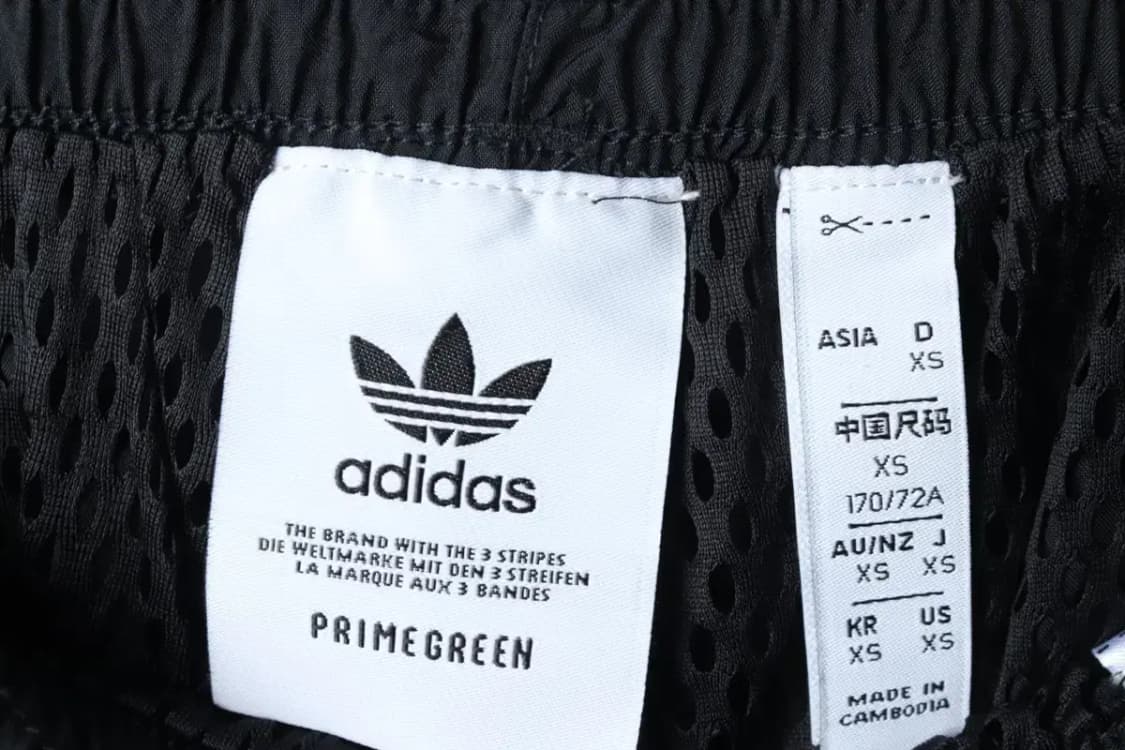 adidas
THE BRAND WITH THE 3 STRIPES
DIE WELTMARKE MIT DEN 3 STREIFEN
LA MARQUE AUX 3 BANDES
PRIMEGREEN
ASIA D
XS
中国尺码
XS
170/72A
AU/NZ J
XS XS
KR US
XS XS
MADE IN
CAMBODIA